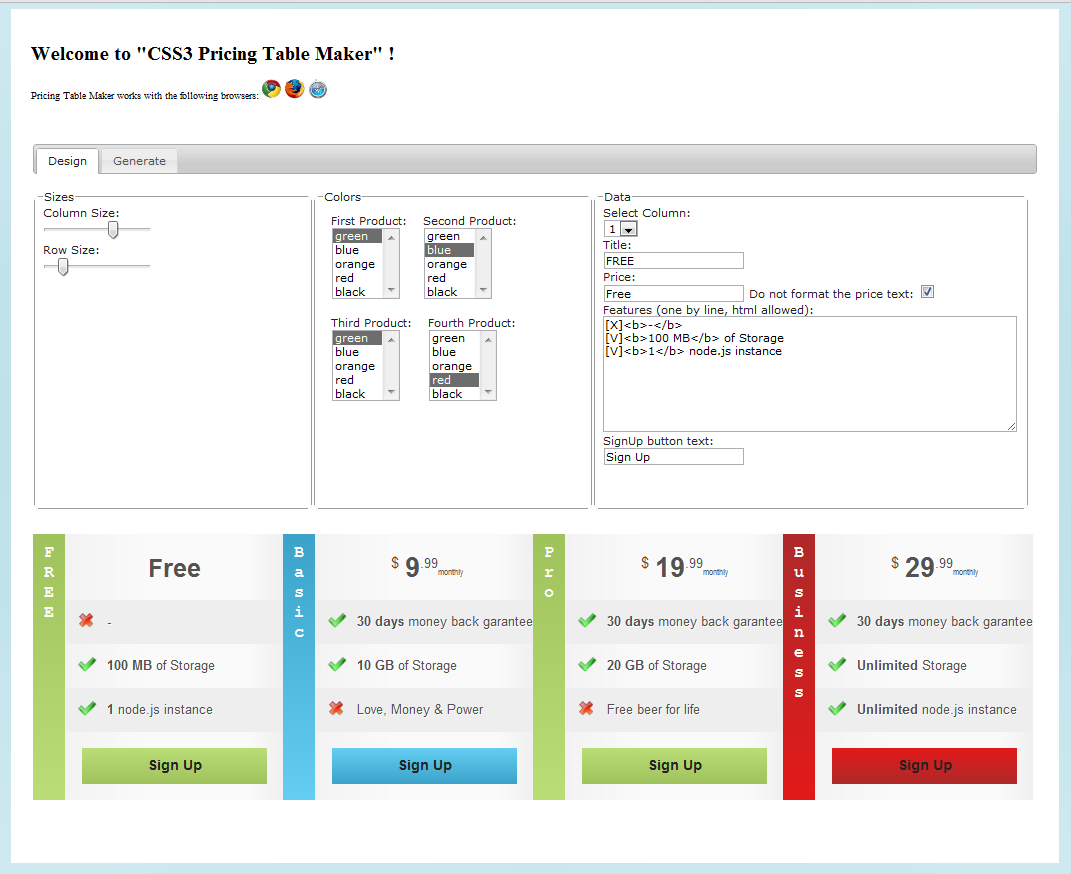 Welcome to "CSS3 Pricing Table Maker" !
Pricing Table Maker works with the following browsers:
Design Generate
Sizes
Column Size:
Row Size:
Colors
First Product: Second Product:
green green
blue blue
orange orange
red red
black black
Third Product: Fourth Product:
green green
blue blue
orange orange
red red
black black
Data
Select Column:
1
Title:
FREE
Price:
Free Do not format the price text:
Features (one by line, html allowed):
[X]<b>-</b>
[V]<b>100 MB</b> of Storage
[V]<b>1</b> node.js instance
SignUp button text:
Sign Up
FREE
Free
-
100 MB of Storage
1 node.js instance
Sign Up
Basic
$ 9.99 monthly
30 days money back garantee
10 GB of Storage
Love, Money & Power
Sign Up
Pro
$ 19.99 monthly
30 days money back garantee
20 GB of Storage
Free beer for life
Sign Up
Business
$ 29.99 monthly
30 days money back garantee
Unlimited Storage
Unlimited node.js instance
Sign Up